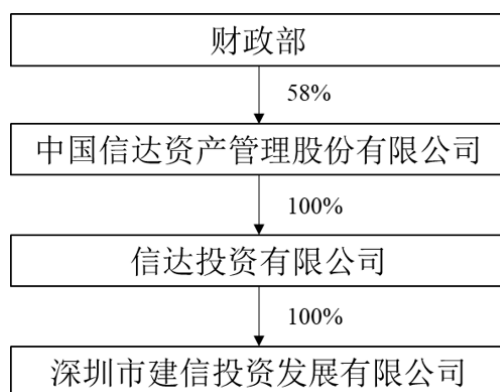 财政部
58%
中国信达资产管理股份有限公司
100%
信达投资有限公司
100%
深圳市建信投资发展有限公司